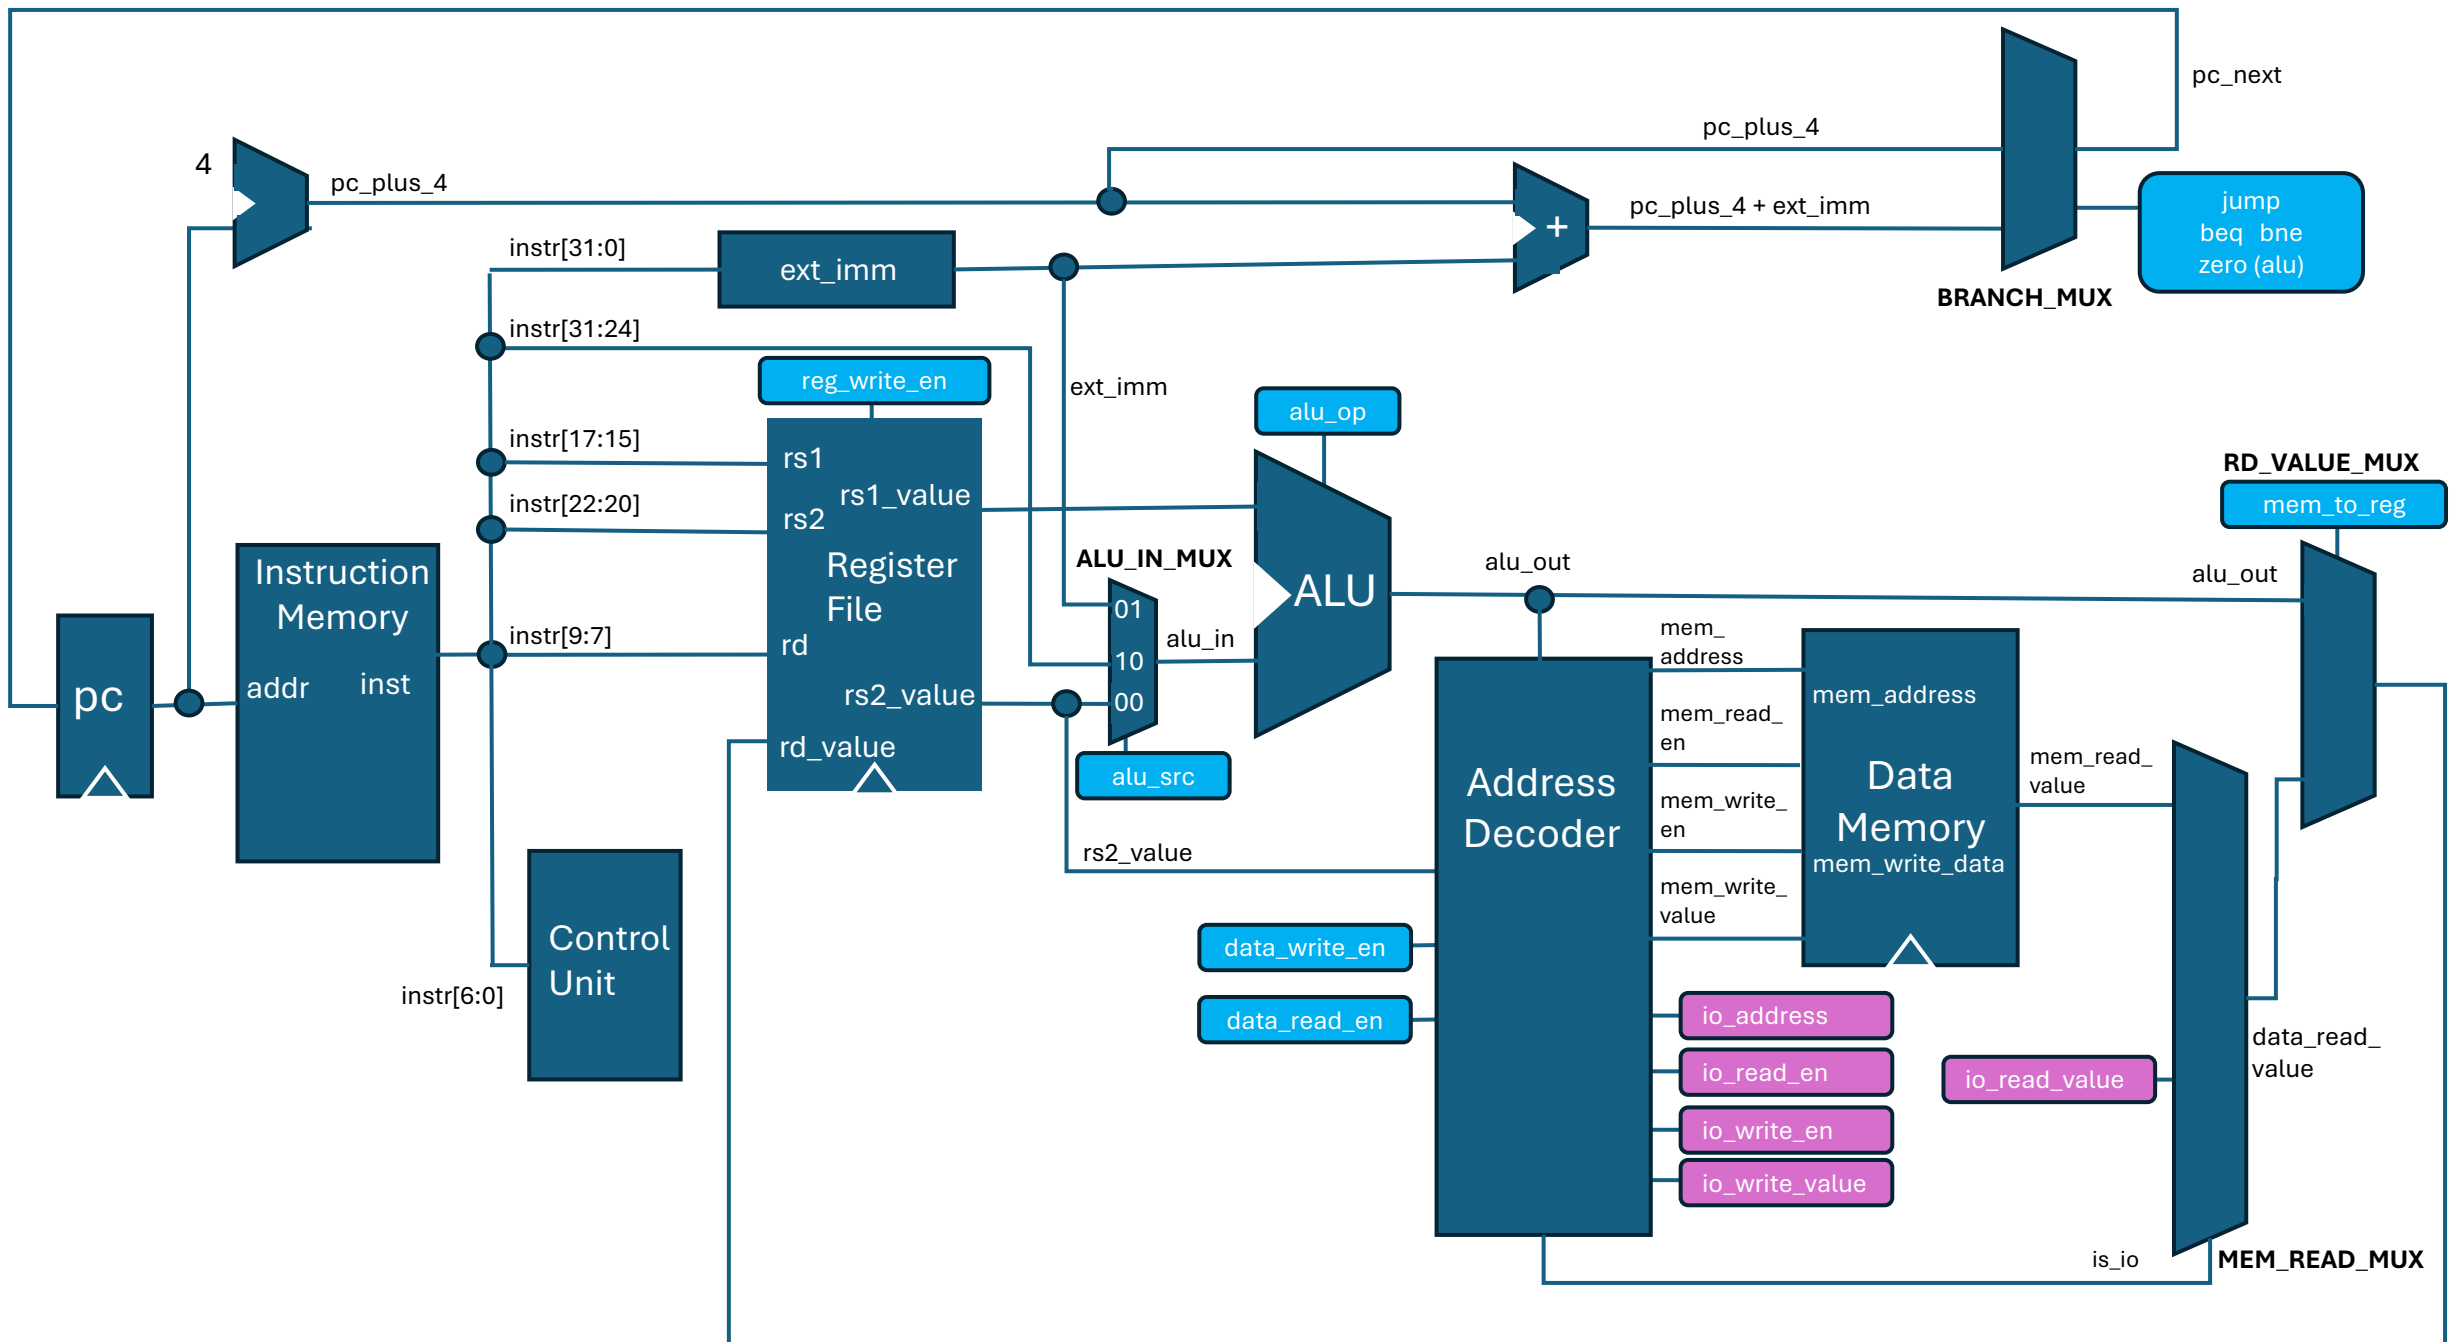 pc_next
pc_plus_4
4
pc_plus_4
jump
beq bne
zero (alu)
pc_plus_4 + ext_imm
+
instr[31:0]
ext_imm
BRANCH_MUX
instr[31:24]
reg_write_en
ext_imm
alu_op
instr[17:15]
rs1
rs1_value
RD_VALUE_MUX
mem_to_reg
instr[22:20]
rs2
Register
File
ALU_IN_MUX
alu_out
alu_out
Instruction
Memory
addr
inst
pc
instr[9:7]
rd
rs2_value
rd_value
01
10
00
alu_in
ALU
alu_src
mem_
address
mem_address
mem_read_
en
Address
Decoder
Data
Memory
mem_write_data
mem_write_
en
mem_read_
value
rs2_value
mem_write_
value
Control
Unit
instr[6:0]
data_write_en
data_read_en
io_address
io_read_en
io_write_en
io_write_value
io_read_value
data_read_
value
is_io
MEM_READ_MUX